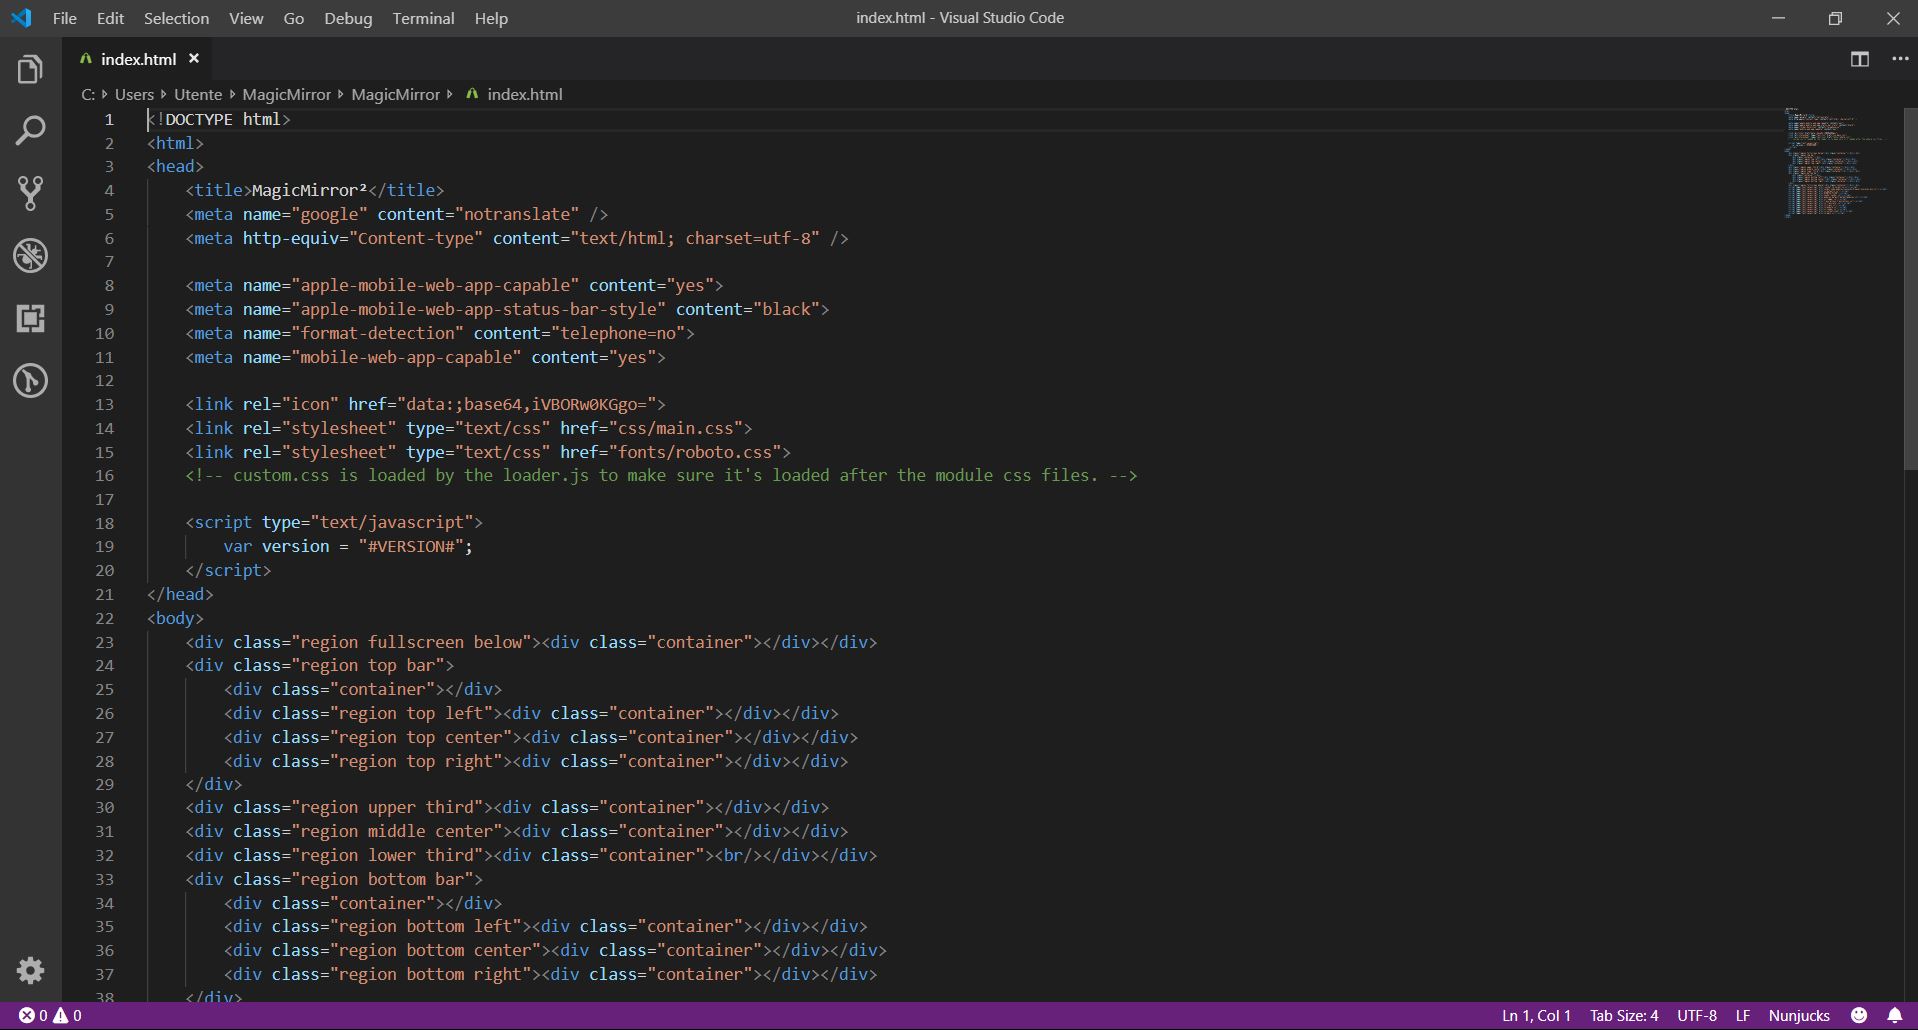 File Edit Selection View Go Debug Terminal Help
index.html - Visual Studio Code
index.html
C: Users Utente MagicMirror MagicMirror index.html
1 <!DOCTYPE html>
2 <html>
3 <head>
4 <title>MagicMirror²</title>
5 <meta name="google" content="notranslate" />
6 <meta http-equiv="Content-type" content="text/html; charset=utf-8" />
7
8 <meta name="apple-mobile-web-app-capable" content="yes">
9 <meta name="apple-mobile-web-app-status-bar-style" content="black">
10 <meta name="format-detection" content="telephone=no">
11 <meta name="mobile-web-app-capable" content="yes">
12
13 <link rel="icon" href="data:;base64,iVBORw0KGgo=">
14 <link rel="stylesheet" type="text/css" href="css/main.css">
15 <link rel="stylesheet" type="text/css" href="fonts/roboto.css">
16 <!-- custom.css is loaded by the loader.js to make sure it's loaded after the module css files. -->
17
18 <script type="text/javascript">
19 var version = "#VERSION#";
20 </script>
21 </head>
22 <body>
23 <div class="region fullscreen below"><div class="container"></div></div>
24 <div class="region top bar">
25 <div class="container"></div>
26 <div class="region top left"><div class="container"></div></div>
27 <div class="region top center"><div class="container"></div></div>
28 <div class="region top right"><div class="container"></div></div>
29 </div>
30 <div class="region upper third"><div class="container"></div></div>
31 <div class="region middle center"><div class="container"></div></div>
32 <div class="region lower third"><div class="container"><br/></div></div>
33 <div class="region bottom bar">
34 <div class="container"></div>
35 <div class="region bottom left"><div class="container"></div></div>
36 <div class="region bottom center"><div class="container"></div></div>
37 <div class="region bottom right"><div class="container"></div></div>
38 </div>
0 0 Ln 1, Col 1 Tab Size: 4 UTF-8 LF Nunjucks